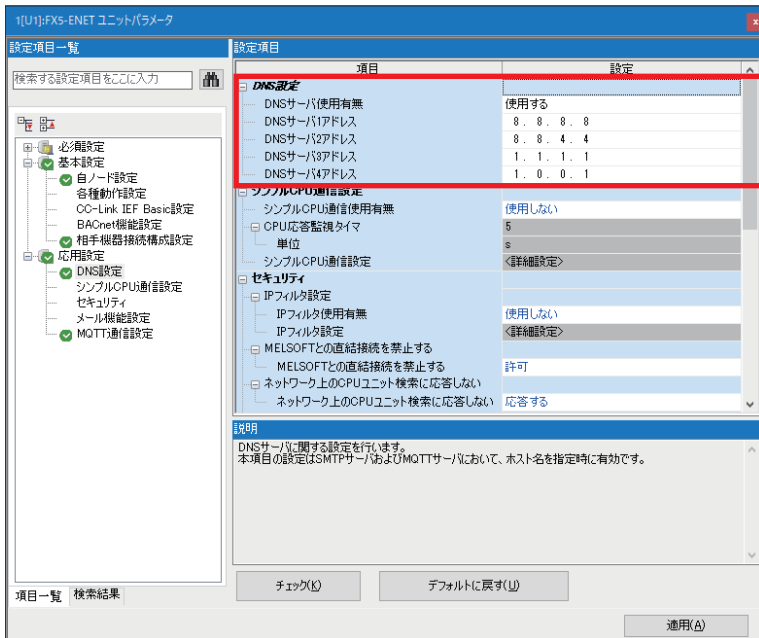 1[U1]:FX5-ENET ユニットパラメータ
設定項目一覧
検索する設定項目をここに入力
必須設定
基本設定
自ノード設定
各種動作設定
CC-Link IEF Basic設定
BACnet機能設定
相手機器接続構成設定
応用設定
DNS設定
シンプルCPU通信設定
セキュリティ
メール機能設定
MQTT通信設定
項目一覧 検索結果
設定項目
項目 設定
DNS設定
DNSサーバ使用有無 使用する
DNSサーバ1アドレス 8 . 8 . 8 . 8
DNSサーバ2アドレス 8 . 8 . 4 . 4
DNSサーバ3アドレス 1 . 1 . 1 . 1
DNSサーバ4アドレス 1 . 0 . 0 . 1
シンプルCPU通信設定
シンプルCPU通信使用有無 使用しない
CPU応答監視タイマ 5
単位 s
シンプルCPU通信設定 <詳細設定>
セキュリティ
IPフィルタ設定
IPフィルタ使用有無 使用しない
IPフィルタ設定 <詳細設定>
MELSOFTとの直結接続を禁止する
MELSOFTとの直結接続を禁止する 許可
ネットワーク上のCPUユニット検索に応答しない
ネットワーク上のCPUユニット検索に応答しない 応答する
説明
DNSサーバに関する設定を行います。
本項目の設定はSMTPサーバおよびMQTTサーバにおいて、ホスト名を指定時に有効です。
チェック(K) デフォルトに戻す(U)
適用(A)